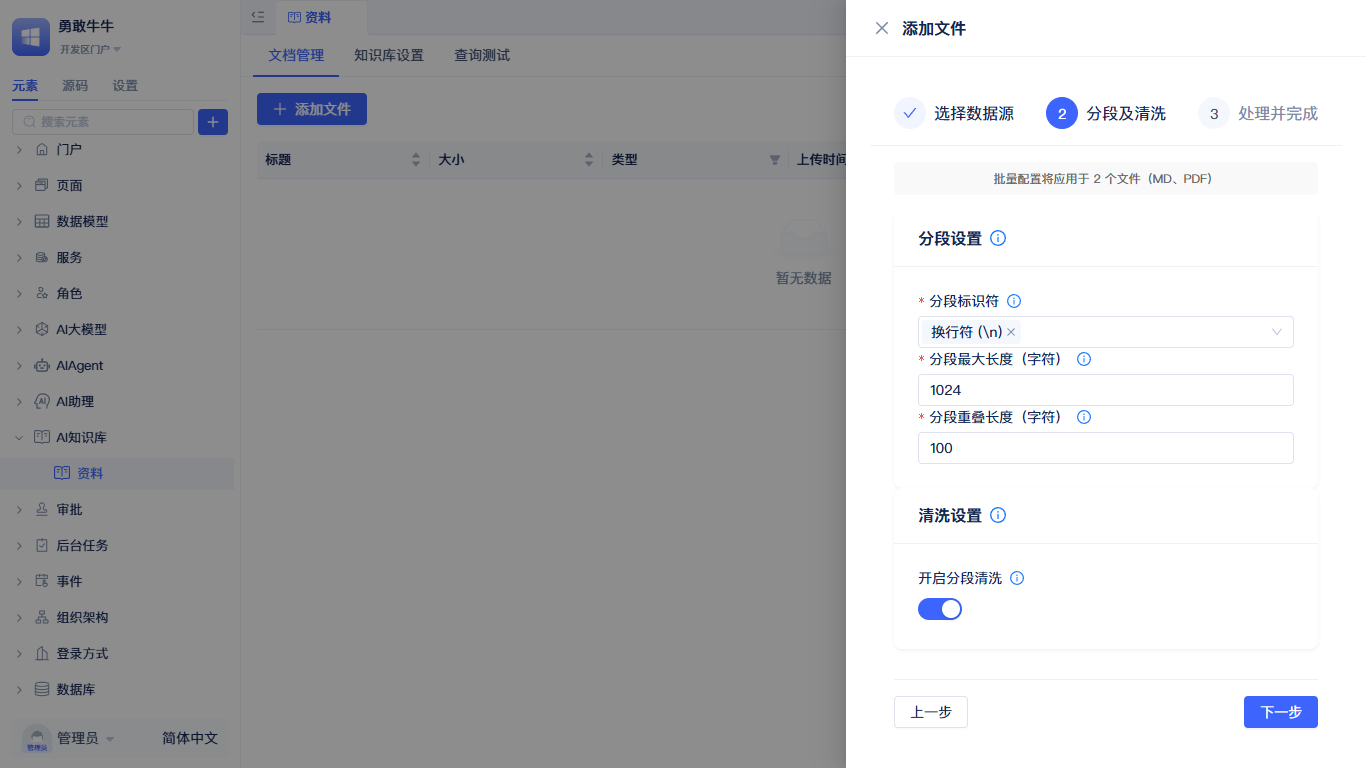 勇敢牛牛
开发区门户
元素 源码 设置
搜索元素
门户
页面
数据模型
服务
角色
AI大模型
AIAgent
AI助理
AI知识库
资料
审批
后台任务
事件
组织架构
登录方式
数据库
管理员 管理员 简体中文
资料
文档管理 知识库设置 查询测试
添加文件
标题 大小 类型 上传时间
暂无数据
添加文件
选择数据源 2 分段及清洗 3 处理并完成
批量配置将应用于 2 个文件（MD、PDF）
分段设置
* 分段标识符
换行符 (\n)
* 分段最大长度（字符）
1024
* 分段重叠长度（字符）
100
清洗设置
开启分段清洗
上一步 下一步